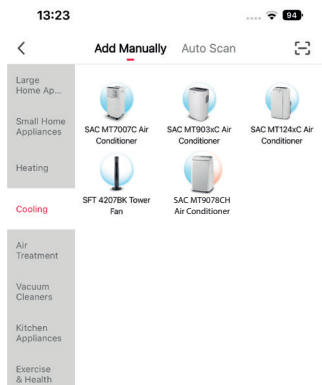 13:23
94
Add Manually Auto Scan
Large
Home Ap...
Small Home
Appliances
Heating
Cooling
Air
Treatment
Vacuum
Cleaners
Kitchen
Appliances
Exercise
& Health
SAC MT7007C Air
Conditioner
SAC MT903xC Air
Conditioner
SAC MT124xC Air
Conditioner
SFT 4207BK Tower
Fan
SAC MT9078CH
Air Conditioner